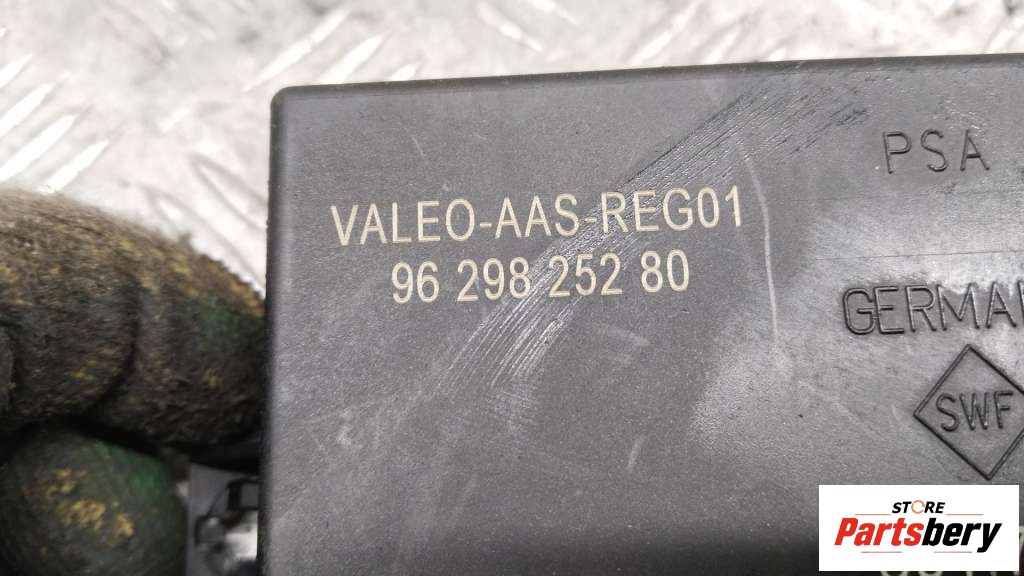 VALEO-AAS-REG01
96 298 252 80
PSA
SWF
STORE
Partsbery